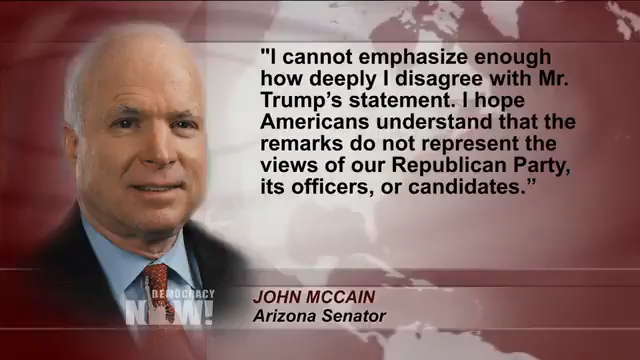 "I cannot emphasize enough
how deeply I disagree with Mr.
Trump’s statement. I hope
Americans understand that the
remarks do not represent the
views of our Republican Party,
its officers, or candidates.”
DEMOCRACY
NOW!
JOHN MCCAIN
Arizona Senator